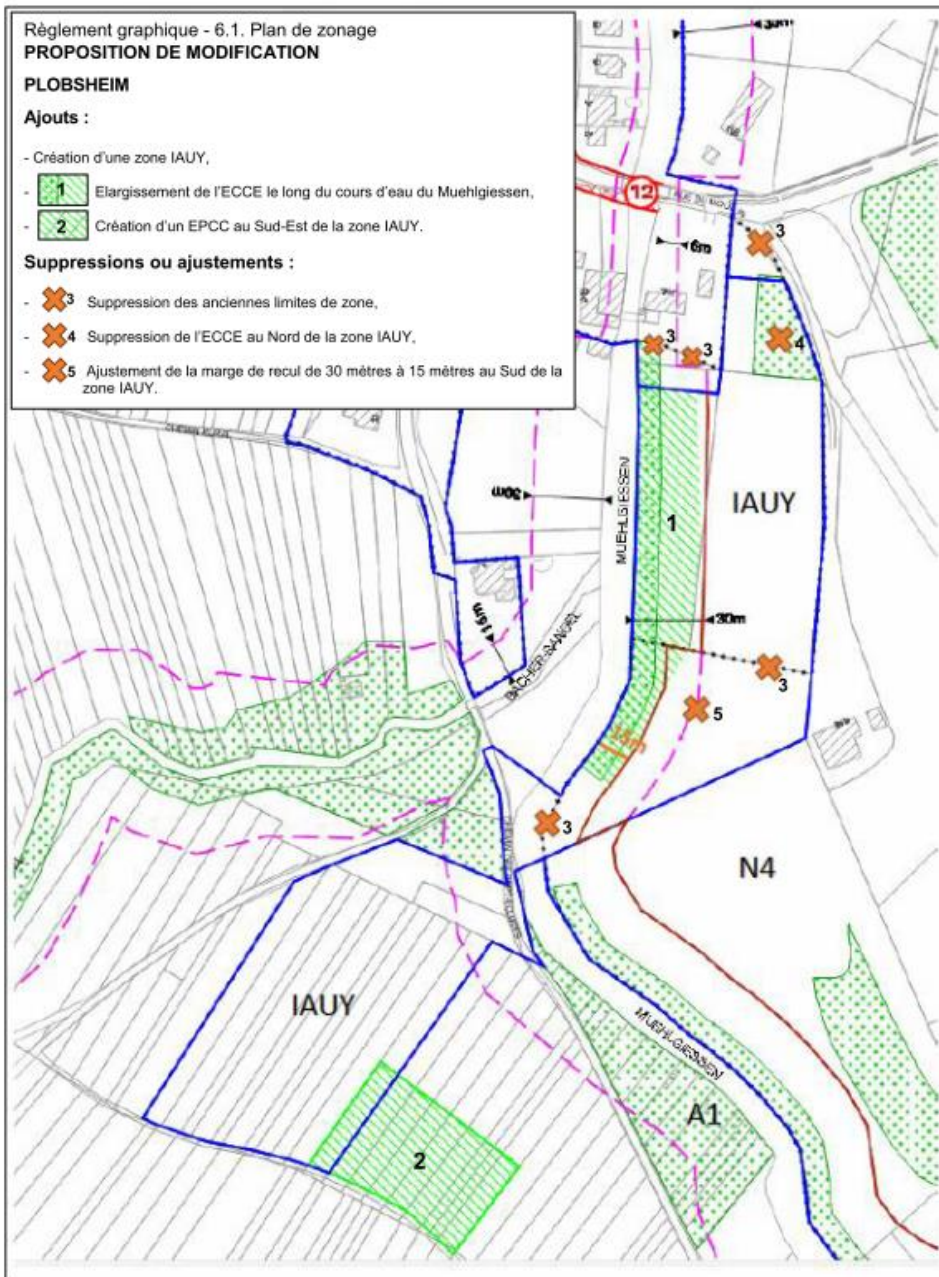 Règlement graphique - 6.1. Plan de zonage
PROPOSITION DE MODIFICATION
PLOBSHEIM
Ajouts :
- Création d'une zone IAUY,
- 1 Elargissement de l'ECCE le long du cours d'eau du Muehlgiessen,
- 2 Création d'un EPCC au Sud-Est de la zone IAUY.
Suppressions ou ajustements :
- 3 Suppression des anciennes limites de zone,
- 4 Suppression de l'ECCE au Nord de la zone IAUY,
- 5 Ajustement de la marge de recul de 30 mètres à 15 mètres au Sud de la
zone IAUY.
30m
12
3
6m
3
3
4
MUEHLGIESSEN
30m
1
IAUY
15m
30m
3
5
15m
3
N4
IAUY
MUEHLGIESSEN
A1
2